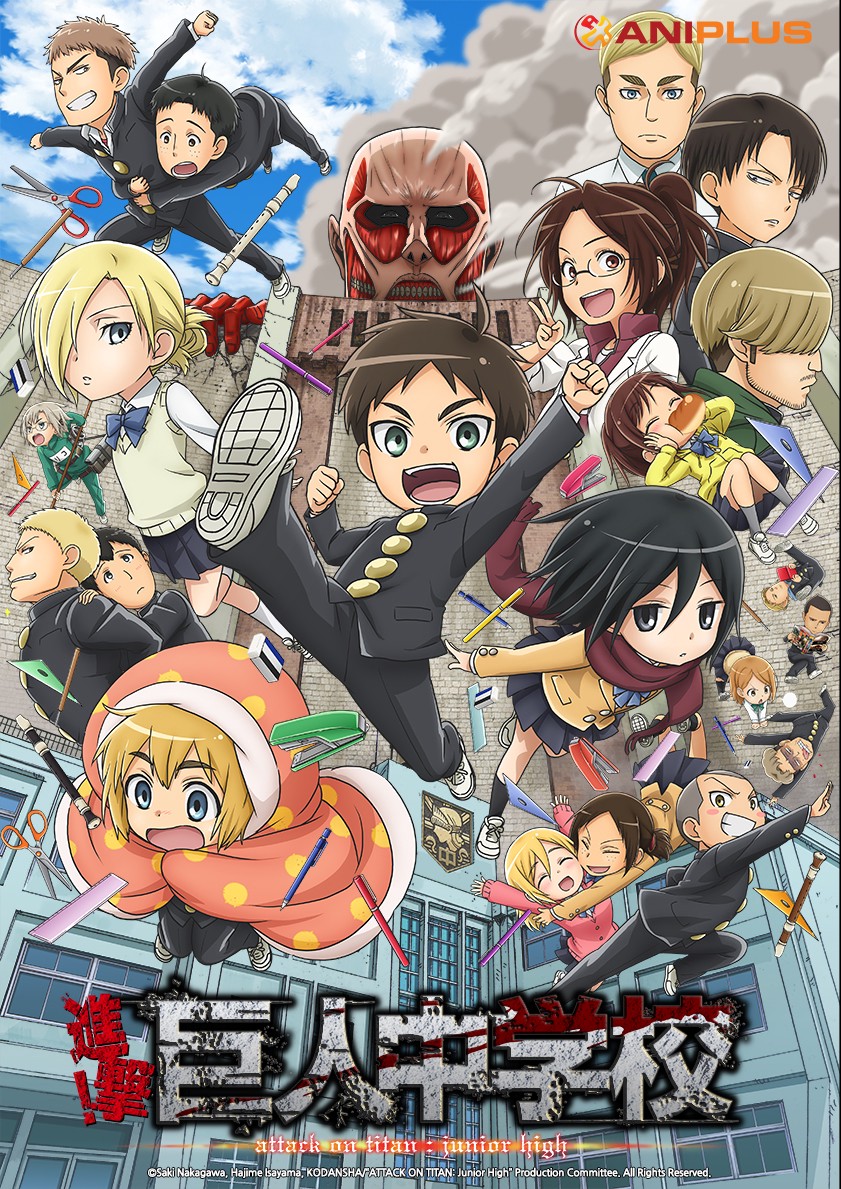 ANIPLUS
進撃!巨人中学校
attack on titan : junior high
©Saki Nakagawa, Hajime Isayama, KODANSHA/"ATTACK ON TITAN: Junior High" Production Committee. All Rights Reserved.